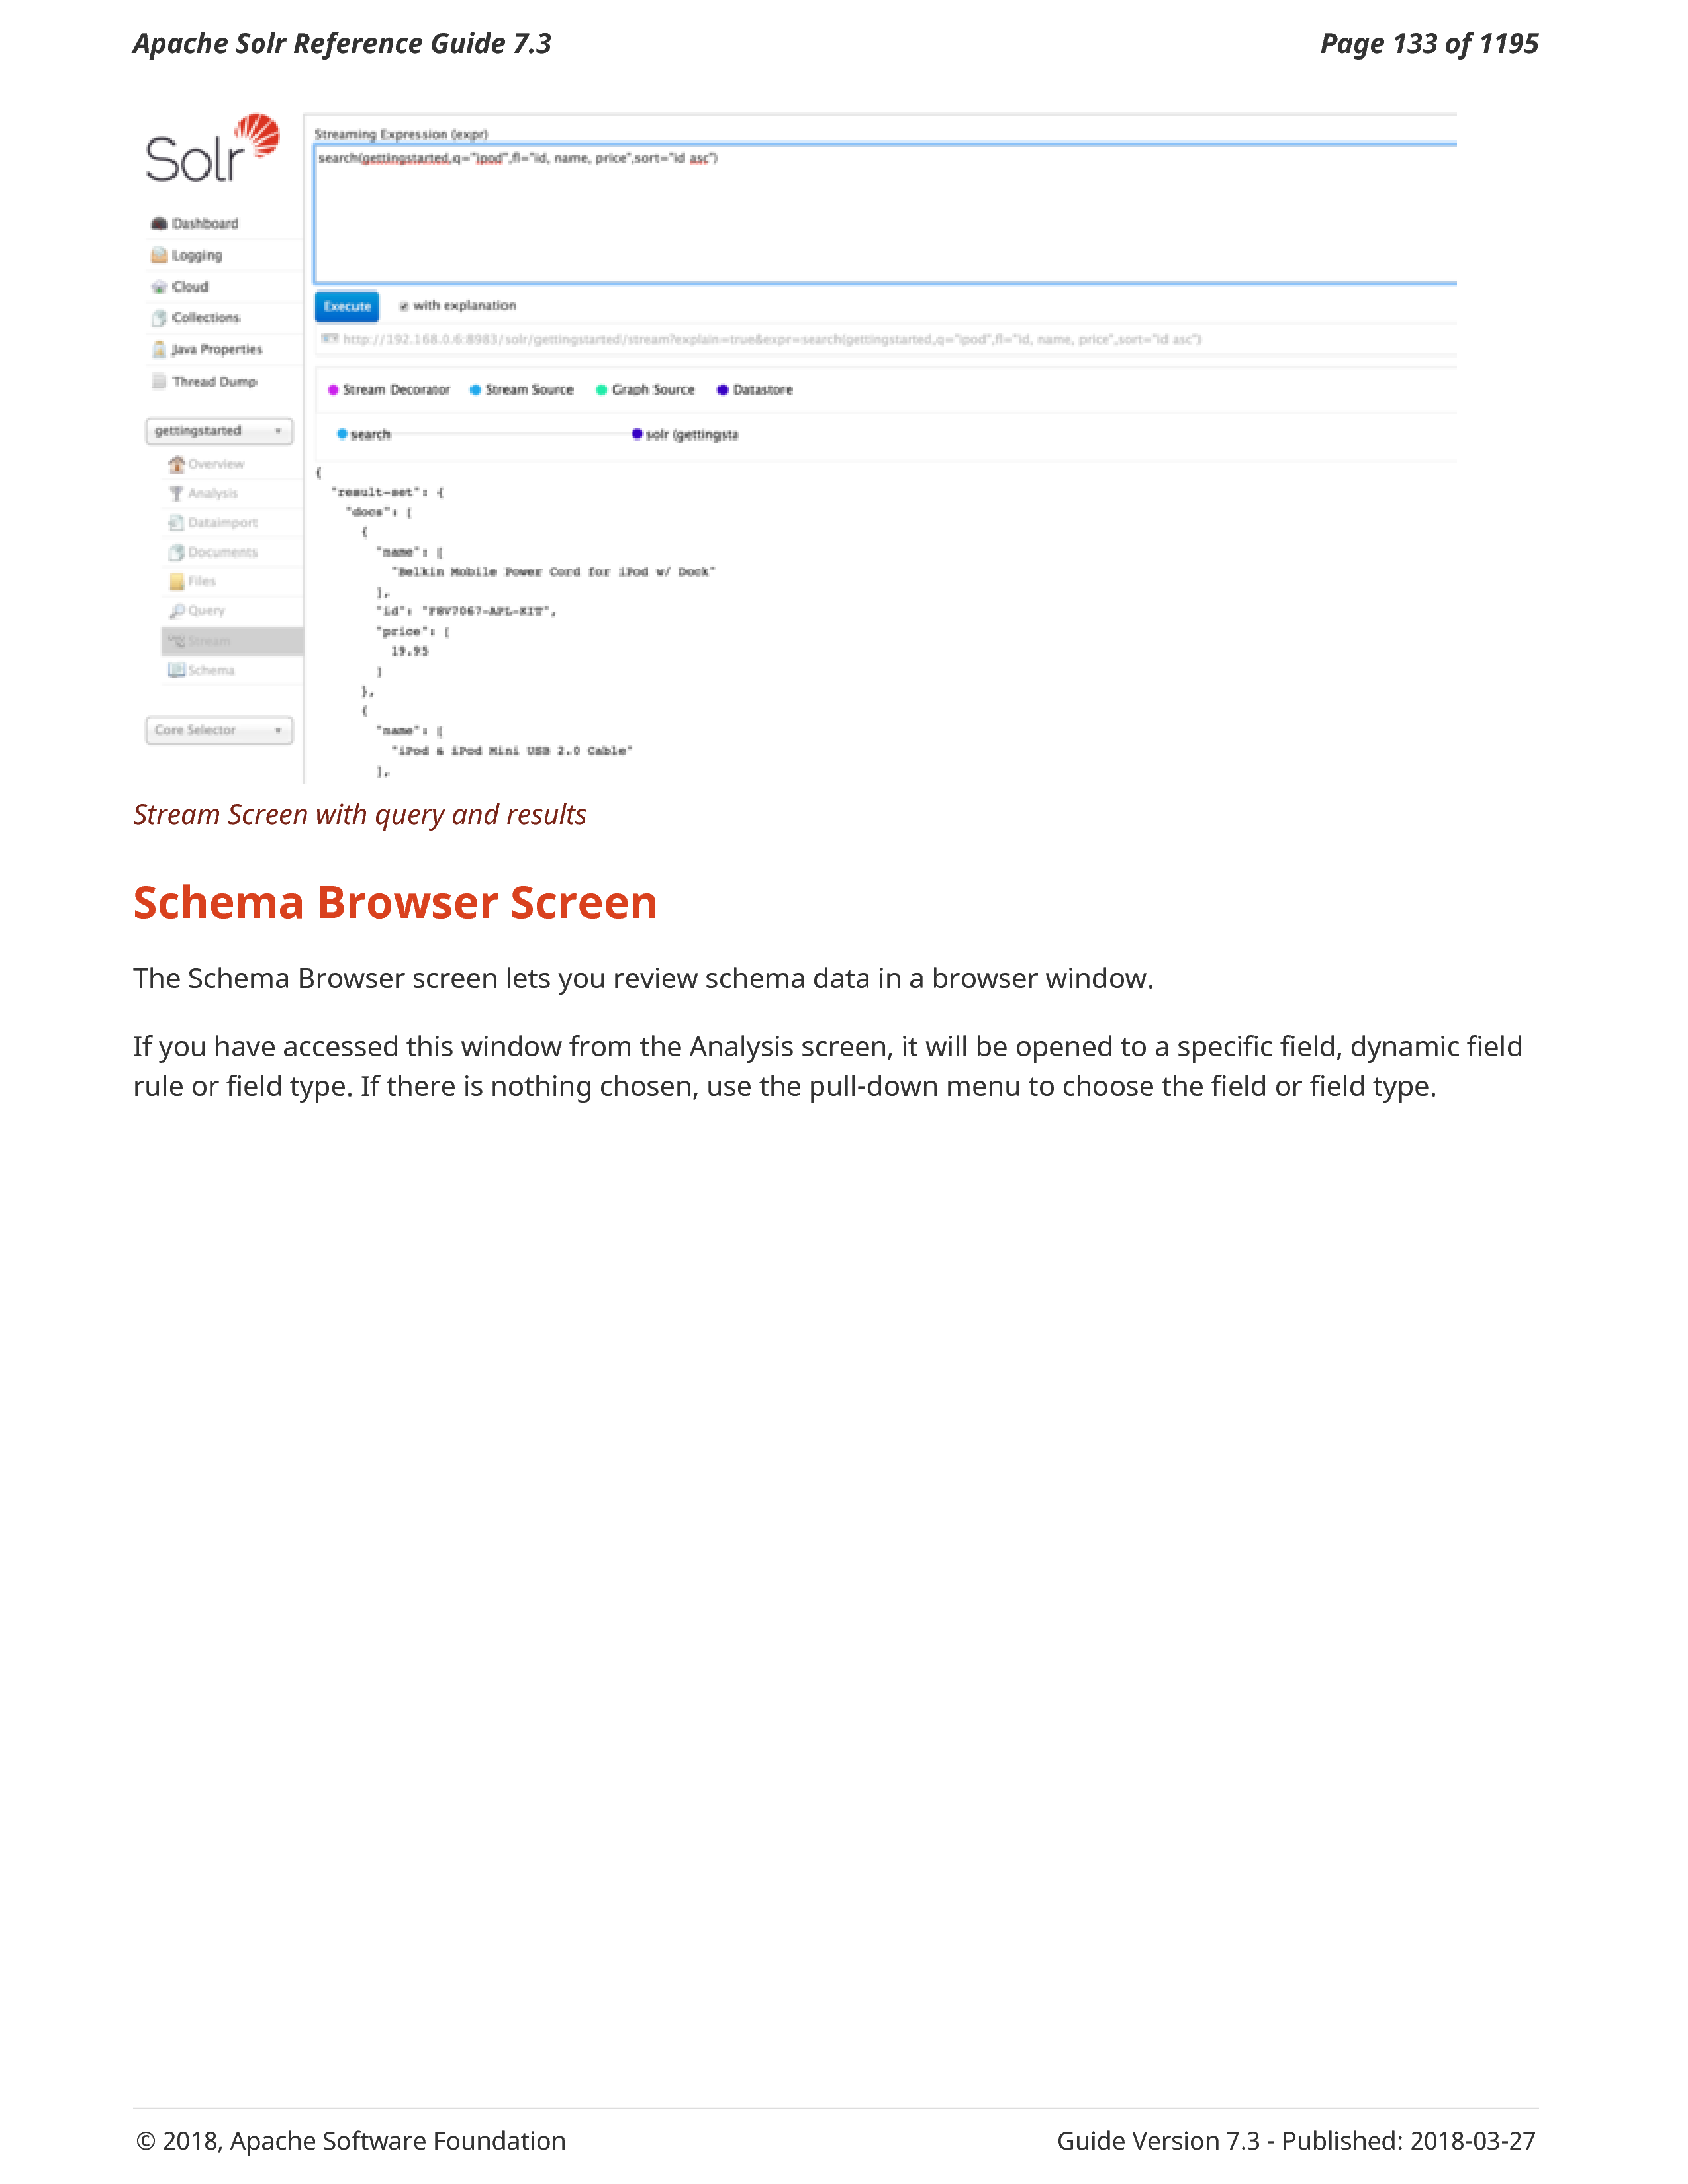 Apache Solr Reference Guide 7.3
Page 133 of 1195
Solr
Dashboard
Logging
Cloud
Collections
Java Properties
Thread Dump
gettingstarted
Overview
Analysis
Dataimport
Documents
Files
Query
Stream
Schema
Core Selector
Streaming Expression (expr)
search(gettingstarted,q="ipod",fl="id, name, price",sort="id asc")
Execute with explanation
http://192.168.0.6:8983/solr/gettingstarted/stream?explain=true&expr=search(gettingstarted,q="ipod",fl="id, name, price",sort="id asc")
Stream Decorator Stream Source Graph Source Datastore
search solr (gettingsta
{
"result-set": {
"docs": [
{
"name": [
"Belkin Mobile Power Cord for iPod w/ Dock"
],
"id": "F8V7067-APL-KIT",
"price": [
19.95
]
},
{
"name": [
"iPod & iPod Mini USB 2.0 Cable"
],
Stream Screen with query and results
Schema Browser Screen
The Schema Browser screen lets you review schema data in a browser window.
If you have accessed this window from the Analysis screen, it will be opened to a specific field, dynamic field
rule or field type. If there is nothing chosen, use the pull-down menu to choose the field or field type.
© 2018, Apache Software Foundation
Guide Version 7.3 - Published: 2018-03-27